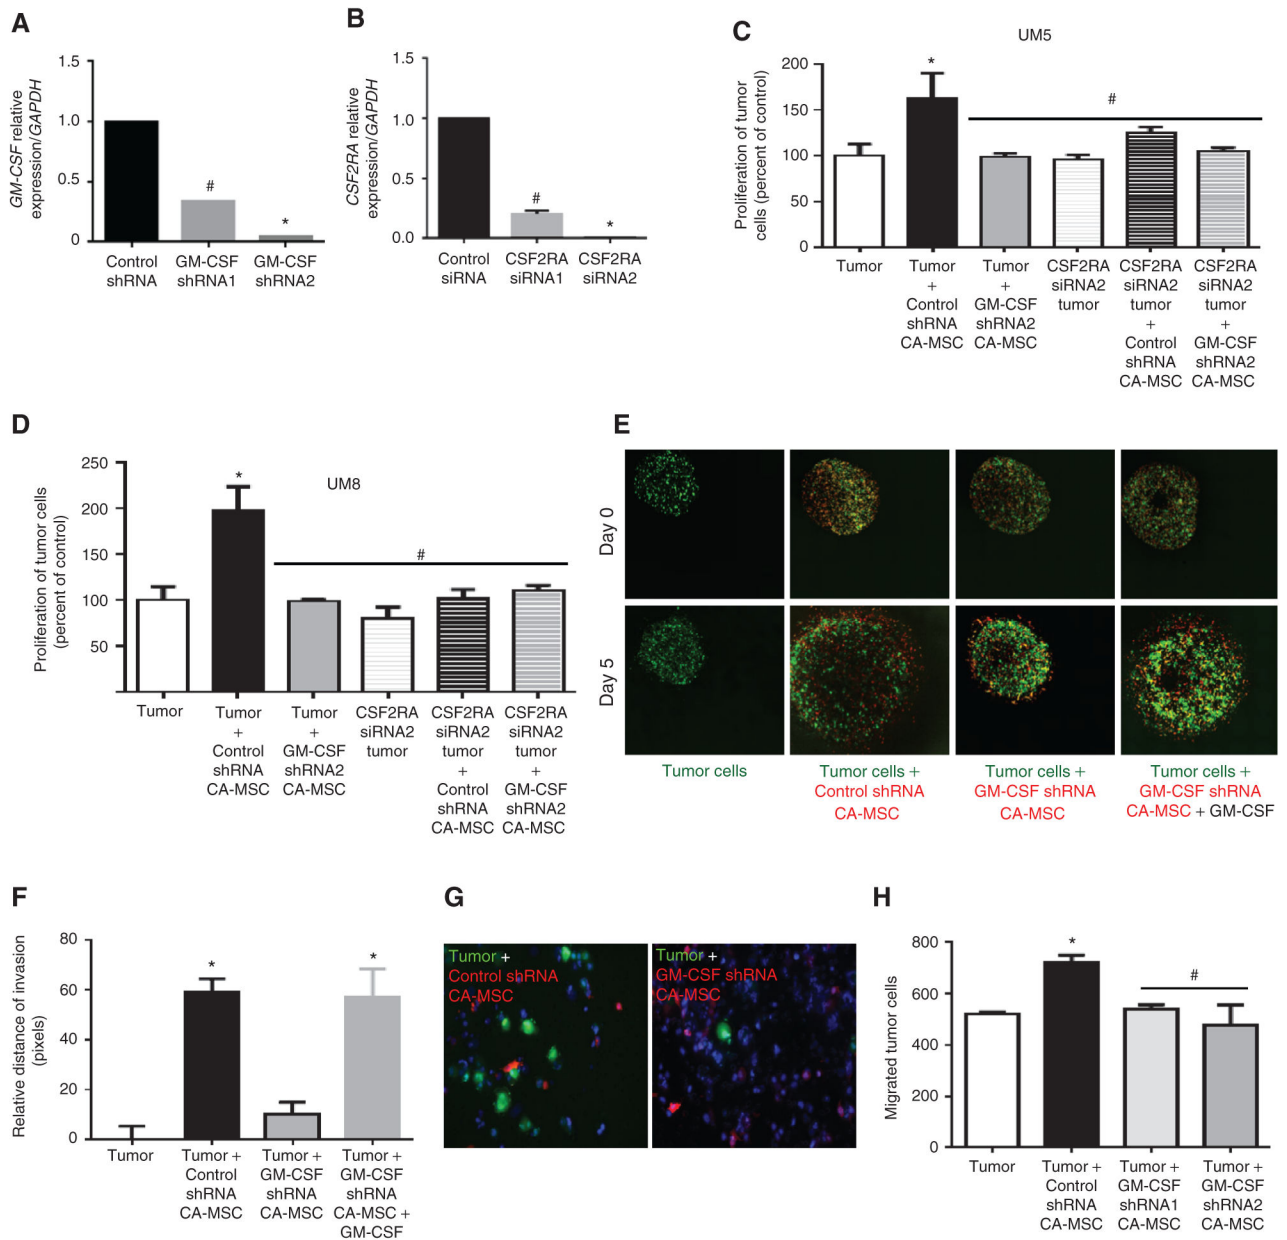 A
GM-CSF relative
expression/GAPDH
1.5
1.0
0.5
0
#
*
Control
shRNA
GM-CSF
shRNA1
GM-CSF
shRNA2
B
CSF2RA relative
expression/GAPDH
1.5
1.0
0.5
0.0
#
*
Control
siRNA
CSF2RA
siRNA1
CSF2RA
siRNA2
C
UM5
Proliferation of tumor
cells (percent of control)
200
150
100
50
0
*
#
Tumor
Tumor
+
Control
shRNA
CA-MSC
Tumor
+
GM-CSF
shRNA2
CA-MSC
CSF2RA
siRNA2
tumor
CSF2RA
siRNA2
tumor
+
Control
shRNA
CA-MSC
CSF2RA
siRNA2
tumor
+
GM-CSF
shRNA2
CA-MSC
D
UM8
Proliferation of tumor cells
(percent of control)
250
200
150
100
50
*
#
Tumor
Tumor
+
Control
shRNA
CA-MSC
Tumor
+
GM-CSF
shRNA2
CA-MSC
CSF2RA
siRNA2
tumor
CSF2RA
siRNA2
tumor
+
Control
shRNA
CA-MSC
CSF2RA
siRNA2
tumor
+
GM-CSF
shRNA2
CA-MSC
E
Day 0
Day 5
Tumor cells
Tumor cells +
Control shRNA
CA-MSC
Tumor cells +
GM-CSF shRNA
CA-MSC
Tumor cells +
GM-CSF shRNA
CA-MSC + GM-CSF
F
Relative distance of invasion
(pixels)
80
60
40
20
0
*
*
Tumor
Tumor +
Control
shRNA
CA-MSC
Tumor +
GM-CSF
shRNA
CA-MSC
Tumor +
GM-CSF
shRNA
CA-MSC +
GM-CSF
G
Tumor +
Control shRNA
CA-MSC
Tumor +
GM-CSF shRNA
CA-MSC
H
Migrated tumor cells
800
600
400
200
0
*
#
Tumor
Tumor +
Control
shRNA
CA-MSC
Tumor +
GM-CSF
shRNA1
CA-MSC
Tumor +
GM-CSF
shRNA2
CA-MSC